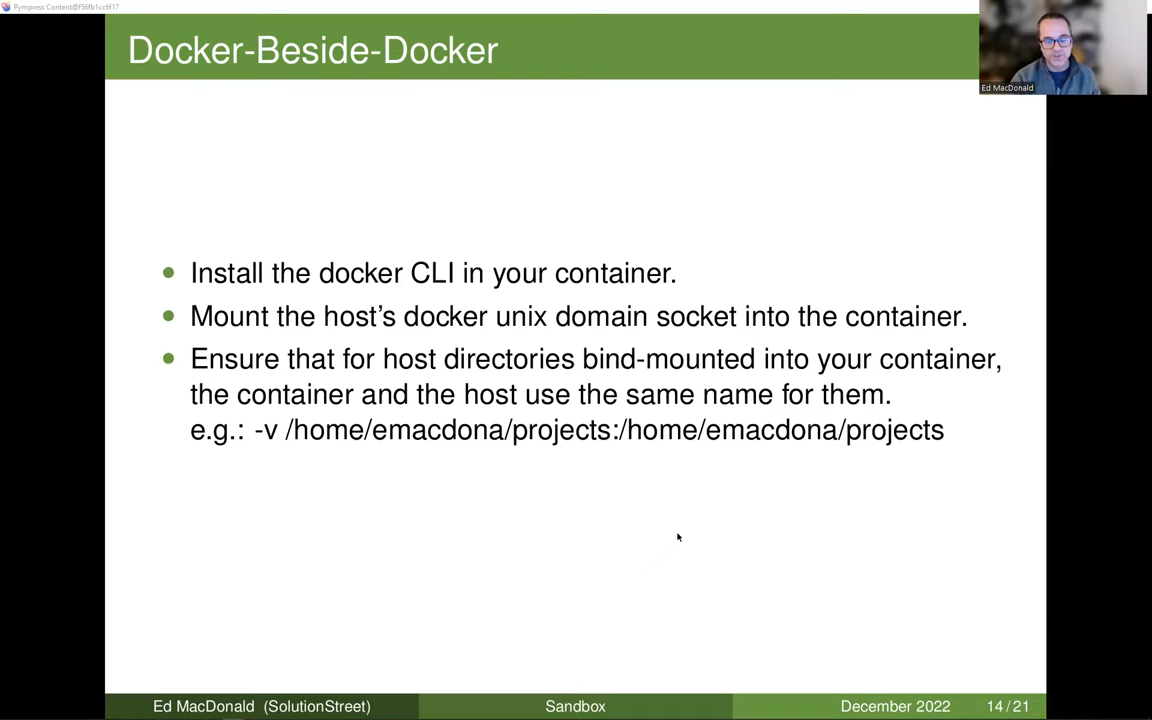 Pympress Content@f56fb1cc6f17
Docker-Beside-Docker
Ed MacDonald
Install the docker CLI in your container.
Mount the host's docker unix domain socket into the container.
Ensure that for host directories bind-mounted into your container,
the container and the host use the same name for them.
e.g.: -v /home/emacdona/projects:/home/emacdona/projects
Ed MacDonald (SolutionStreet) Sandbox December 2022 14/21